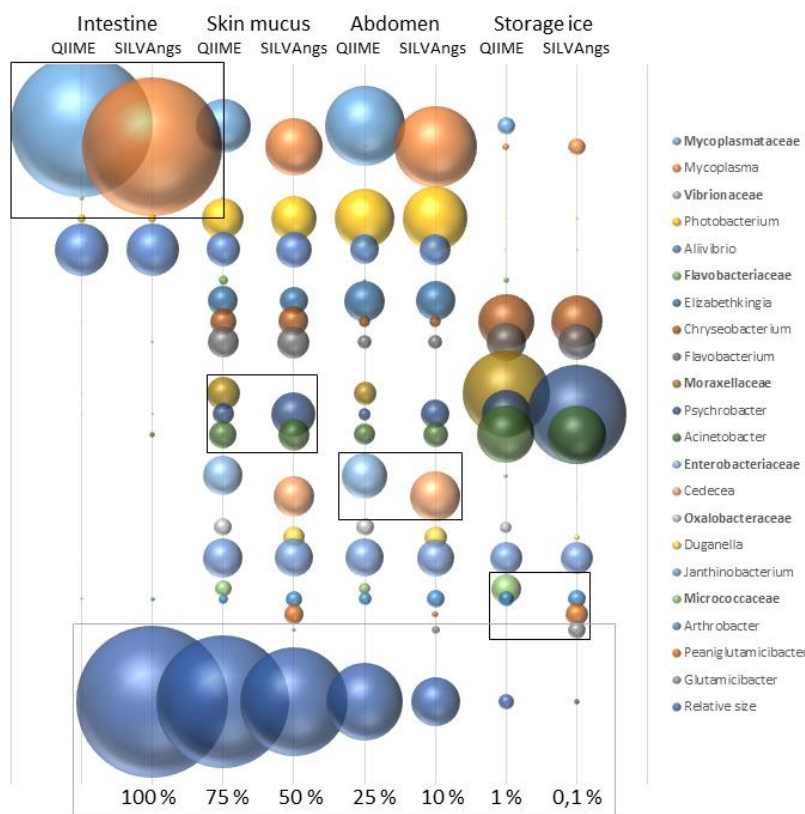 Intestine Skin mucus Abdomen Storage ice
QIIME SILVAngs QIIME SILVAngs QIIME SILVAngs QIIME SILVAngs
Mycoplasmataceae
Mycoplasma
Vibrionaceae
Photobacterium
Aliivibrio
Flavobacteriaceae
Elizabethkingia
Chryseobacterium
Flavobacterium
Moraxellaceae
Psychrobacter
Acinetobacter
Enterobacteriaceae
Cedecea
Oxalobacteraceae
Duganella
Janthinobacterium
Micrococcaceae
Arthrobacter
Peaniglutamicibacter
Glutamicibacter
Relative size
100 % 75 % 50 % 25 % 10 % 1 % 0,1 %